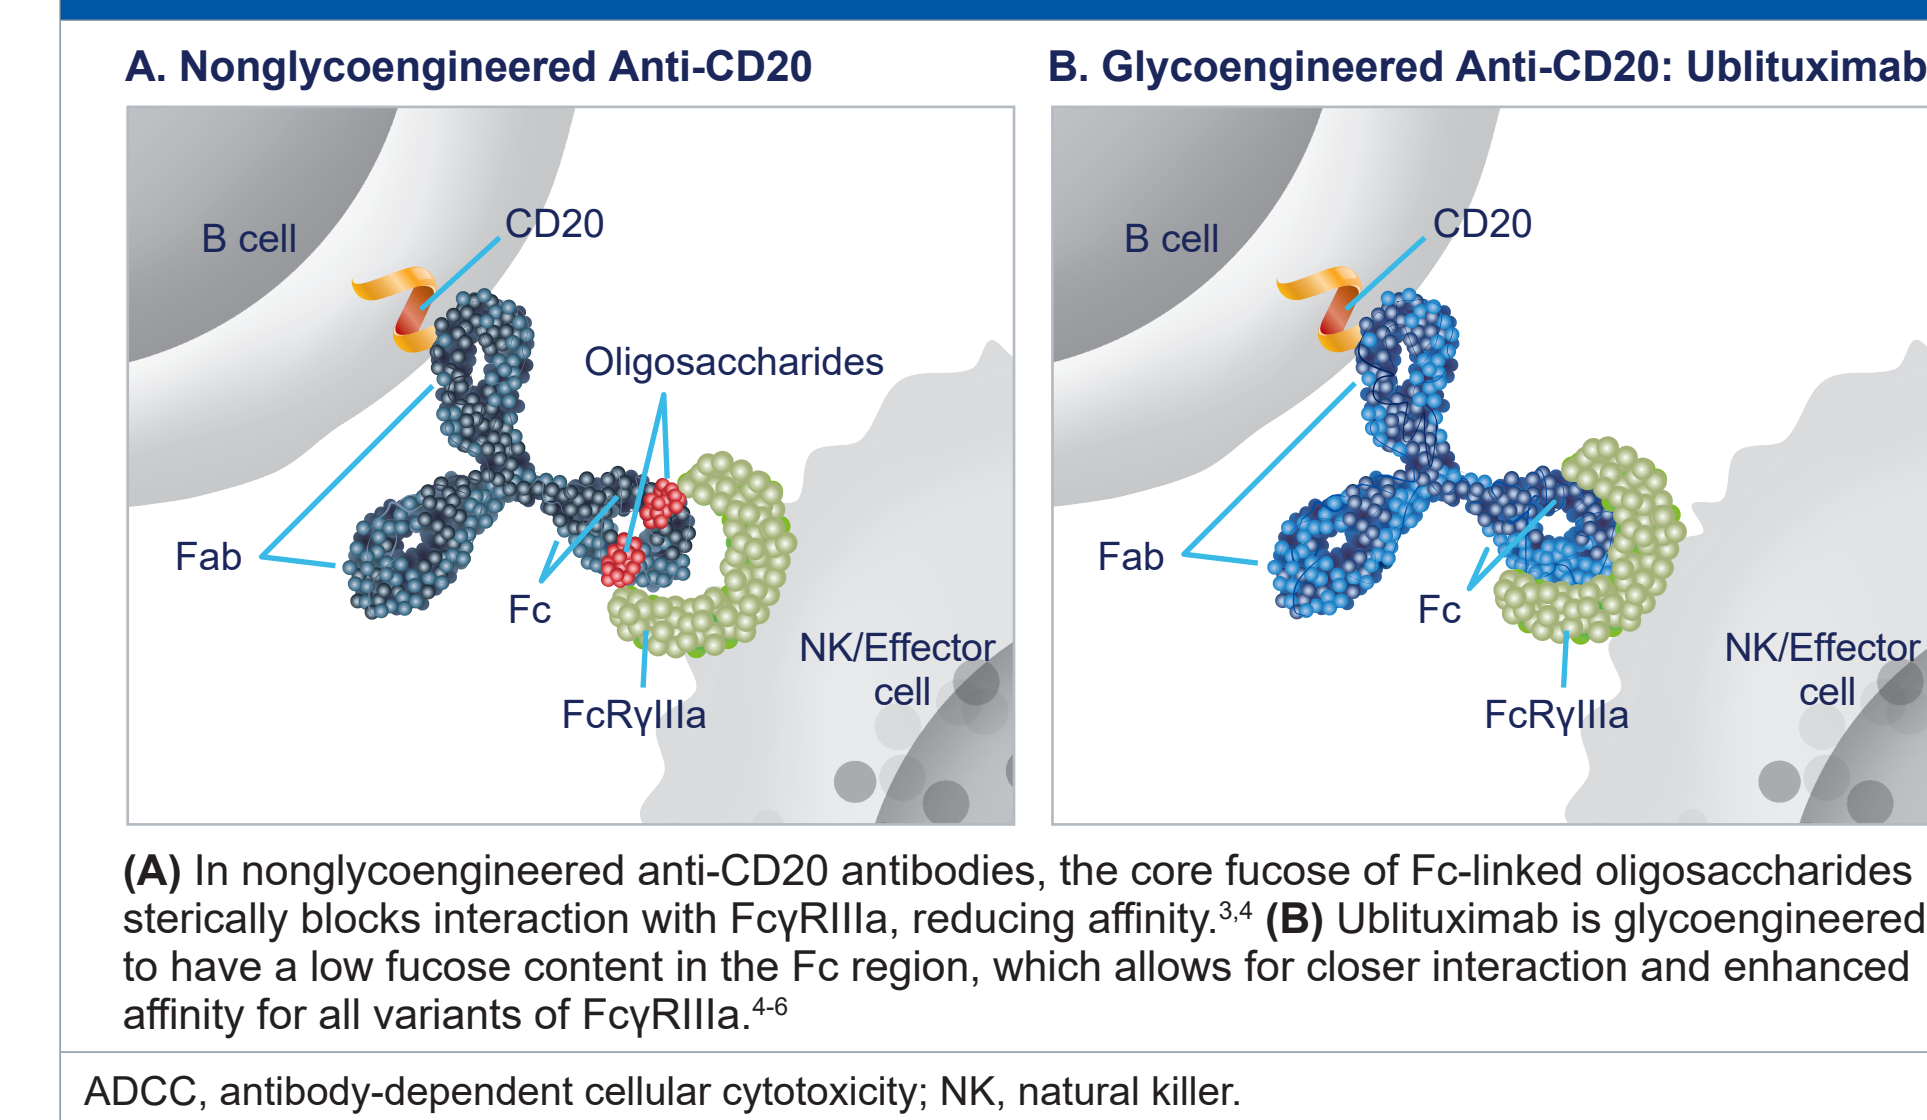 A. Nonglycoengineered Anti-CD20
B cell
CD20
Oligosaccharides
Fab
Fc
FcRγIIIa
NK/Effector
cell
B. Glycoengineered Anti-CD20: Ublituximab
B cell
CD20
Fab
Fc
FcRγIIIa
NK/Effector
cell
(A) In nonglycoengineered anti-CD20 antibodies, the core fucose of Fc-linked oligosaccharides
sterically blocks interaction with FcγRIIIa, reducing affinity.3,4 (B) Ublituximab is glycoengineered
to have a low fucose content in the Fc region, which allows for closer interaction and enhanced
affinity for all variants of FcγRIIIa.4-6
ADCC, antibody-dependent cellular cytotoxicity; NK, natural killer.